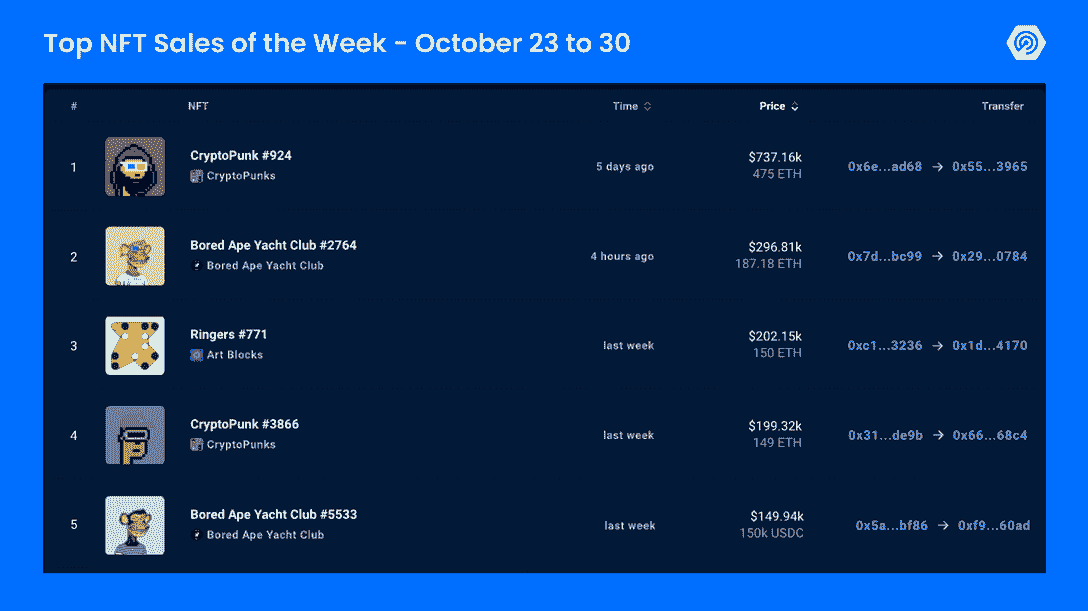 Top NFT Sales of the Week - October 23 to 30
# NFT Time Price Transfer
1 CryptoPunk #924 CryptoPunks 5 days ago $737.16k 475 ETH 0x6e...ad68 → 0x55...3965
2 Bored Ape Yacht Club #2764 Bored Ape Yacht Club 4 hours ago $296.81k 187.18 ETH 0x7d...bc99 → 0x29...0784
3 Ringers #771 Art Blocks last week $202.15k 150 ETH 0xc1...3236 → 0x1d...4170
4 CryptoPunk #3866 CryptoPunks last week $199.32k 149 ETH 0x31...de9b → 0x66...68c4
5 Bored Ape Yacht Club #5533 Bored Ape Yacht Club last week $149.94k 150k USDC 0x5a...bf86 → 0xf9...60ad